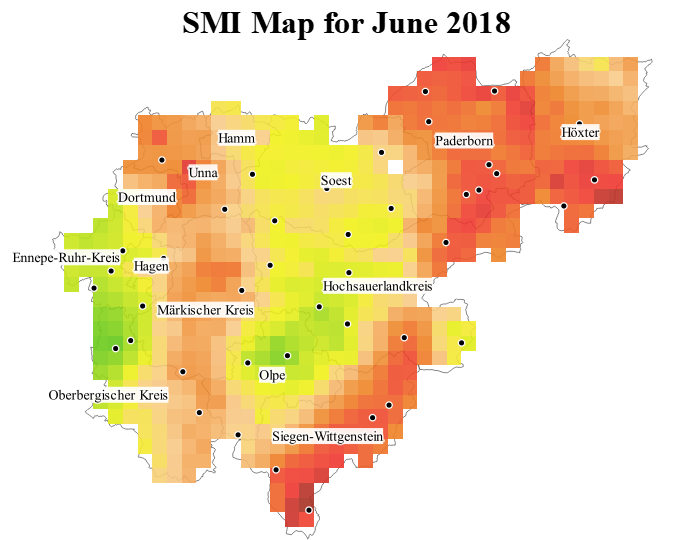 SMI Map for June 2018
Höxter
Hamm
Paderborn
Unna
Soest
Dortmund
Ennepe-Ruhr-Kreis
Hagen
Hochsauerlandkreis
Märkischer Kreis
Olpe
Oberbergischer Kreis
Siegen-Wittgenstein